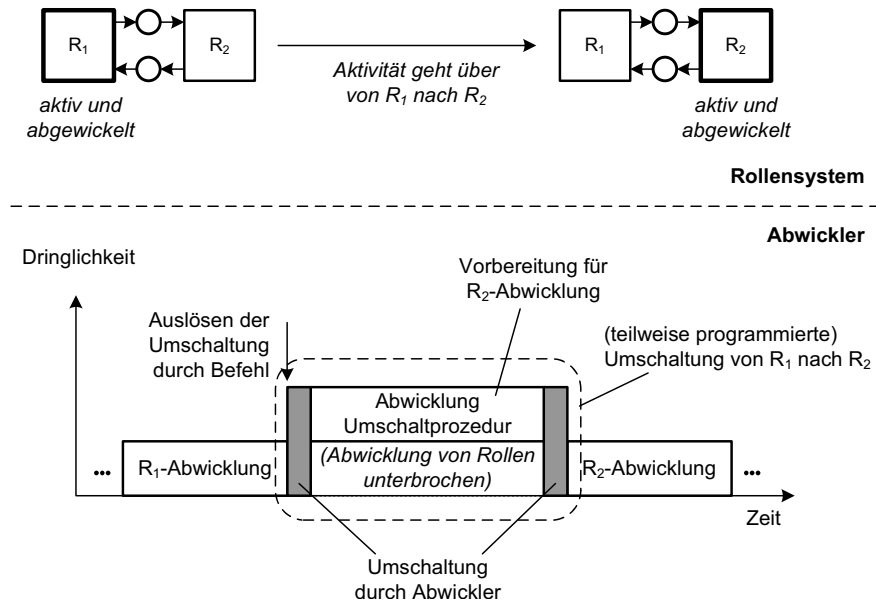 R₁
R₂
R₁
R₂
Aktivität geht über
von R₁ nach R₂
aktiv und
abgewickelt
aktiv und
abgewickelt
Rollensystem
Abwickler
Dringlichkeit
Vorbereitung für
R₂-Abwicklung
Auslösen der
Umschaltung
durch Befehl
(teilweise programmierte)
Umschaltung von R₁ nach R₂
Abwicklung
Umschaltprozedur
... R₁-Abwicklung
(Abwicklung von Rollen
unterbrochen)
R₂-Abwicklung ...
Zeit
Umschaltung
durch Abwickler